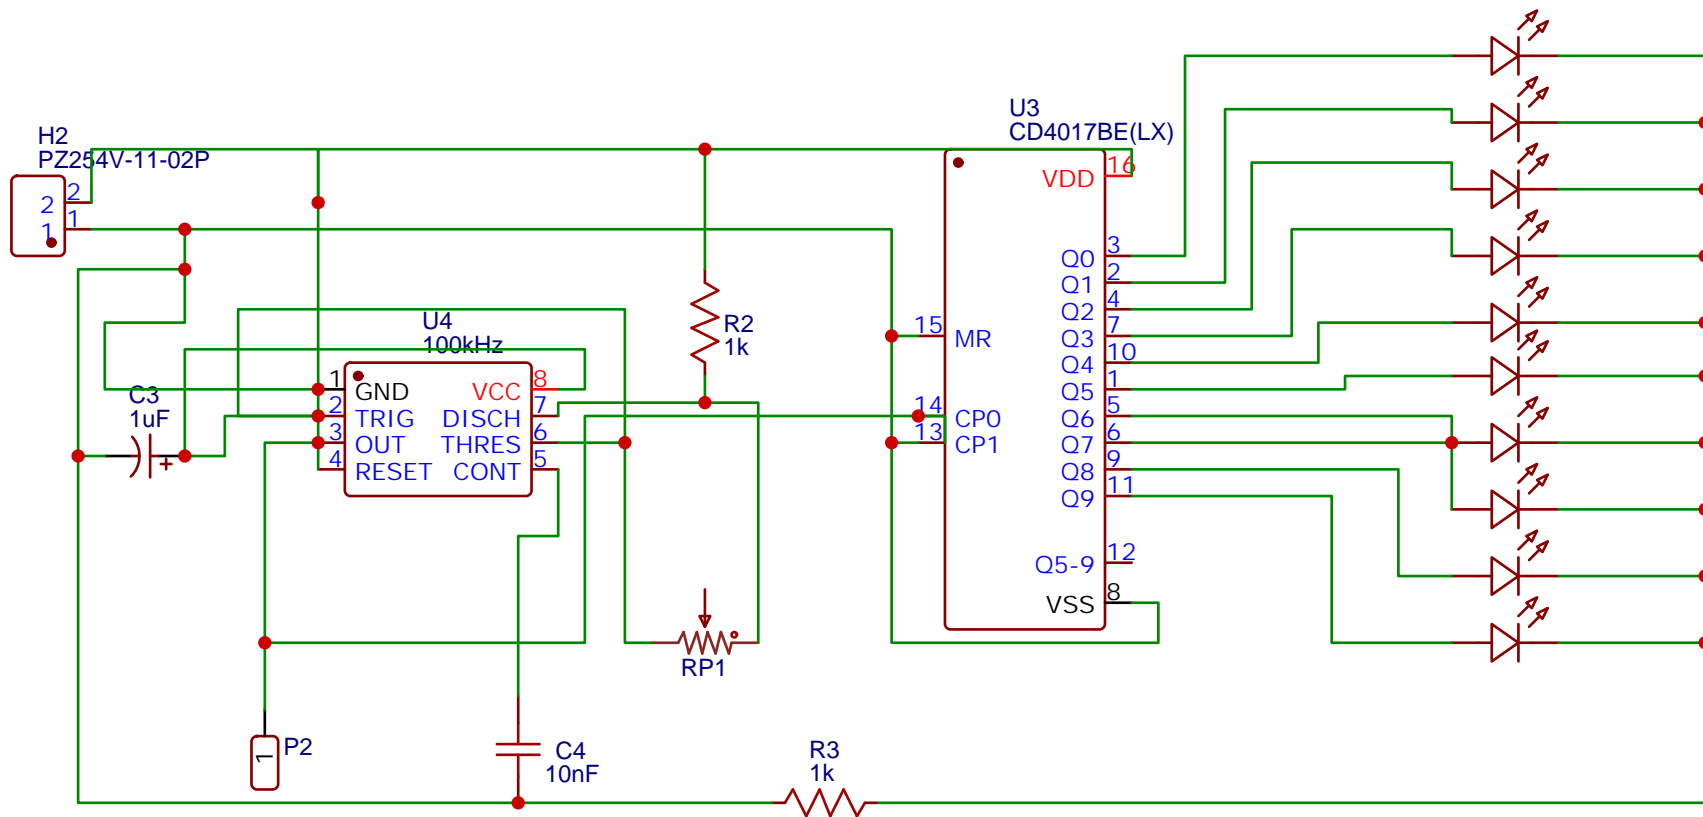 H2
PZ254V-11-02P
2
2
1
1
U4
100kHz
1
GND
VCC
8
2
TRIG
DISCH
7
3
OUT
THRES
6
4
RESET
CONT
5
C3
1uF
+
R2
1k
RP1
P2
1
C4
10nF
R3
1k
U3
CD4017BE(LX)
VDD
16
Q0
3
Q1
2
Q2
4
15
MR
Q3
7
Q4
10
Q5
1
14
CP0
Q6
5
13
CP1
Q7
6
Q8
9
Q9
11
Q5-9
12
VSS
8